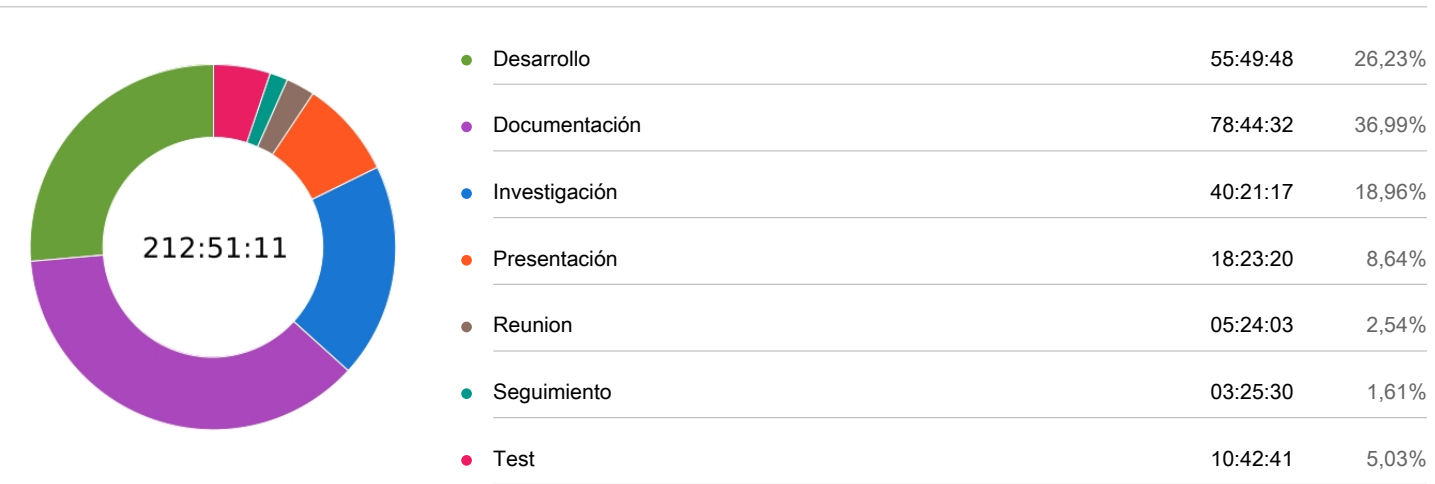 Desarrollo 55:49:48 26,23%
Documentación 78:44:32 36,99%
Investigación 40:21:17 18,96%
212:51:11
Presentación 18:23:20 8,64%
Reunion 05:24:03 2,54%
Seguimiento 03:25:30 1,61%
Test 10:42:41 5,03%